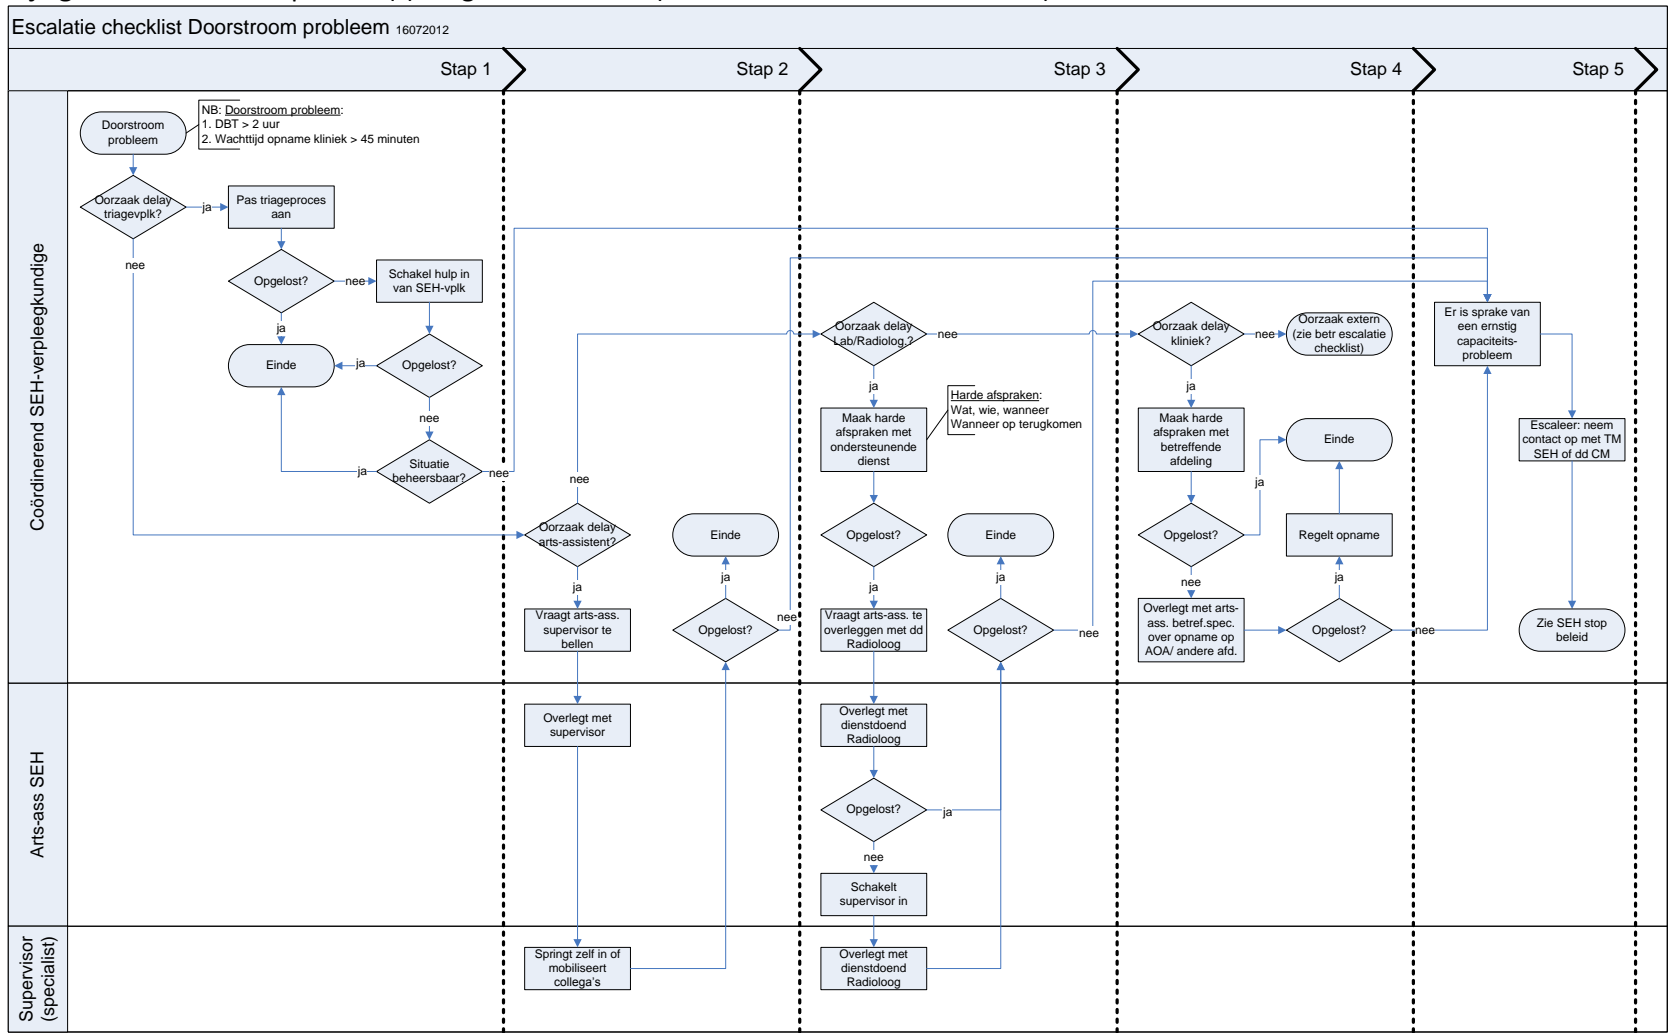 Escalatie checklist Doorstroom probleem 16072012
Stap 1
Stap 2
Stap 3
Stap 4
Stap 5
Coördinerend SEH-verpleegkundige
Doorstroom
probleem
NB: Doorstroom probleem:
1. DBT > 2 uur
2. Wachttijd opname kliniek > 45 minuten
Oorzaak delay
triagevplk?
ja
nee
Pas triageproces
aan
Opgelost?
nee
ja
Schakel hulp in
van SEH-vplk
Einde
ja
Opgelost?
nee
Situatie
beheersbaar?
ja
nee
Oorzaak delay
arts-assistent?
nee
ja
Vraagt arts-ass.
supervisor te
bellen
Einde
ja
Opgelost?
nee
Oorzaak delay
Lab/Radiolog.?
nee
ja
Maak harde
afspraken met
ondersteunende
dienst
Harde afspraken:
Wat, wie, wanneer
Wanneer op terugkomen
Opgelost?
ja
Vraagt arts-ass. te
overleggen met dd
Radioloog
Einde
ja
Opgelost?
nee
Oorzaak delay
kliniek?
nee
ja
Oorzaak extern
(zie betr escalatie
checklist)
Maak harde
afspraken met
betreffende
afdeling
Einde
ja
Opgelost?
nee
Regelt opname
ja
Overlegt met arts-
ass. betref.spec.
over opname op
AOA/ andere afd.
Opgelost?
nee
Er is sprake van
een ernstig
capaciteits-
probleem
Escaleer: neem
contact op met TM
SEH of dd CM
Zie SEH stop
beleid
Arts-ass SEH
Overlegt met
supervisor
Overlegt met
dienstdoend
Radioloog
Opgelost?
ja
nee
Schakelt
supervisor in
Supervisor
(specialist)
Springt zelf in of
mobiliseert
collega's
Overlegt met
dienstdoend
Radioloog